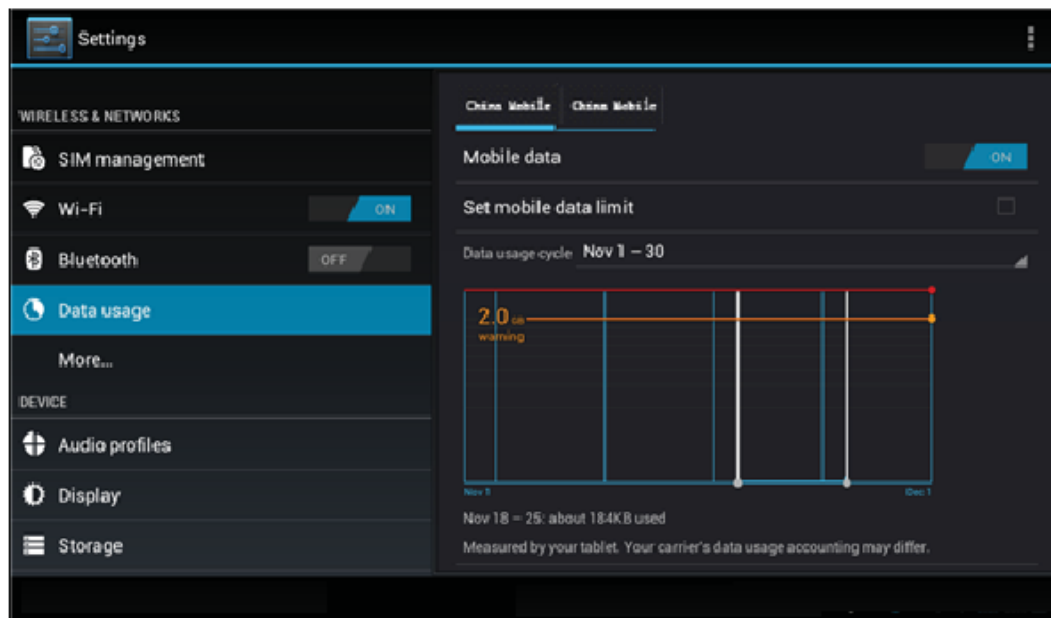 Settings
WIRELESS & NETWORKS
SIM management
Wi-Fi
ON
Bluetooth
OFF
Data usage
More...
DEVICE
Audio profiles
Display
Storage
China Mobile
China Mobile
Mobile data
ON
Set mobile data limit
Data usage cycle Nov 1 – 30
2.0 GB
warning
Nov 1
Dec 1
Nov 18 – 25: about 184KB used
Measured by your tablet. Your carrier's data usage accounting may differ.